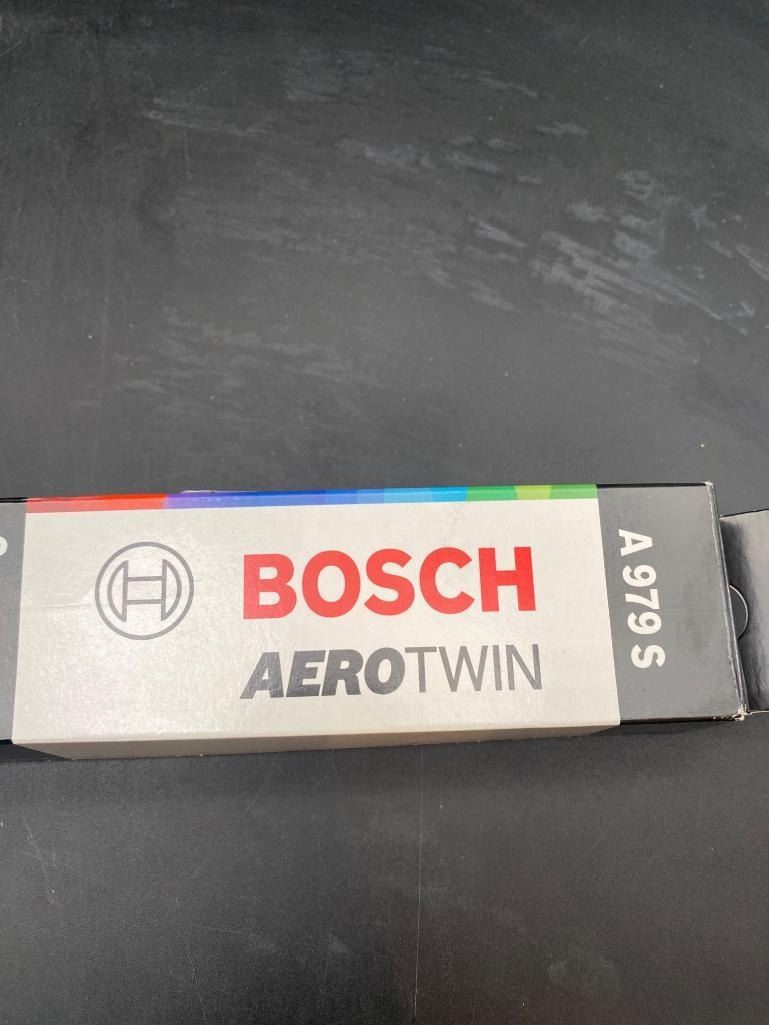 BOSCH
AEROTWIN
A 979 S